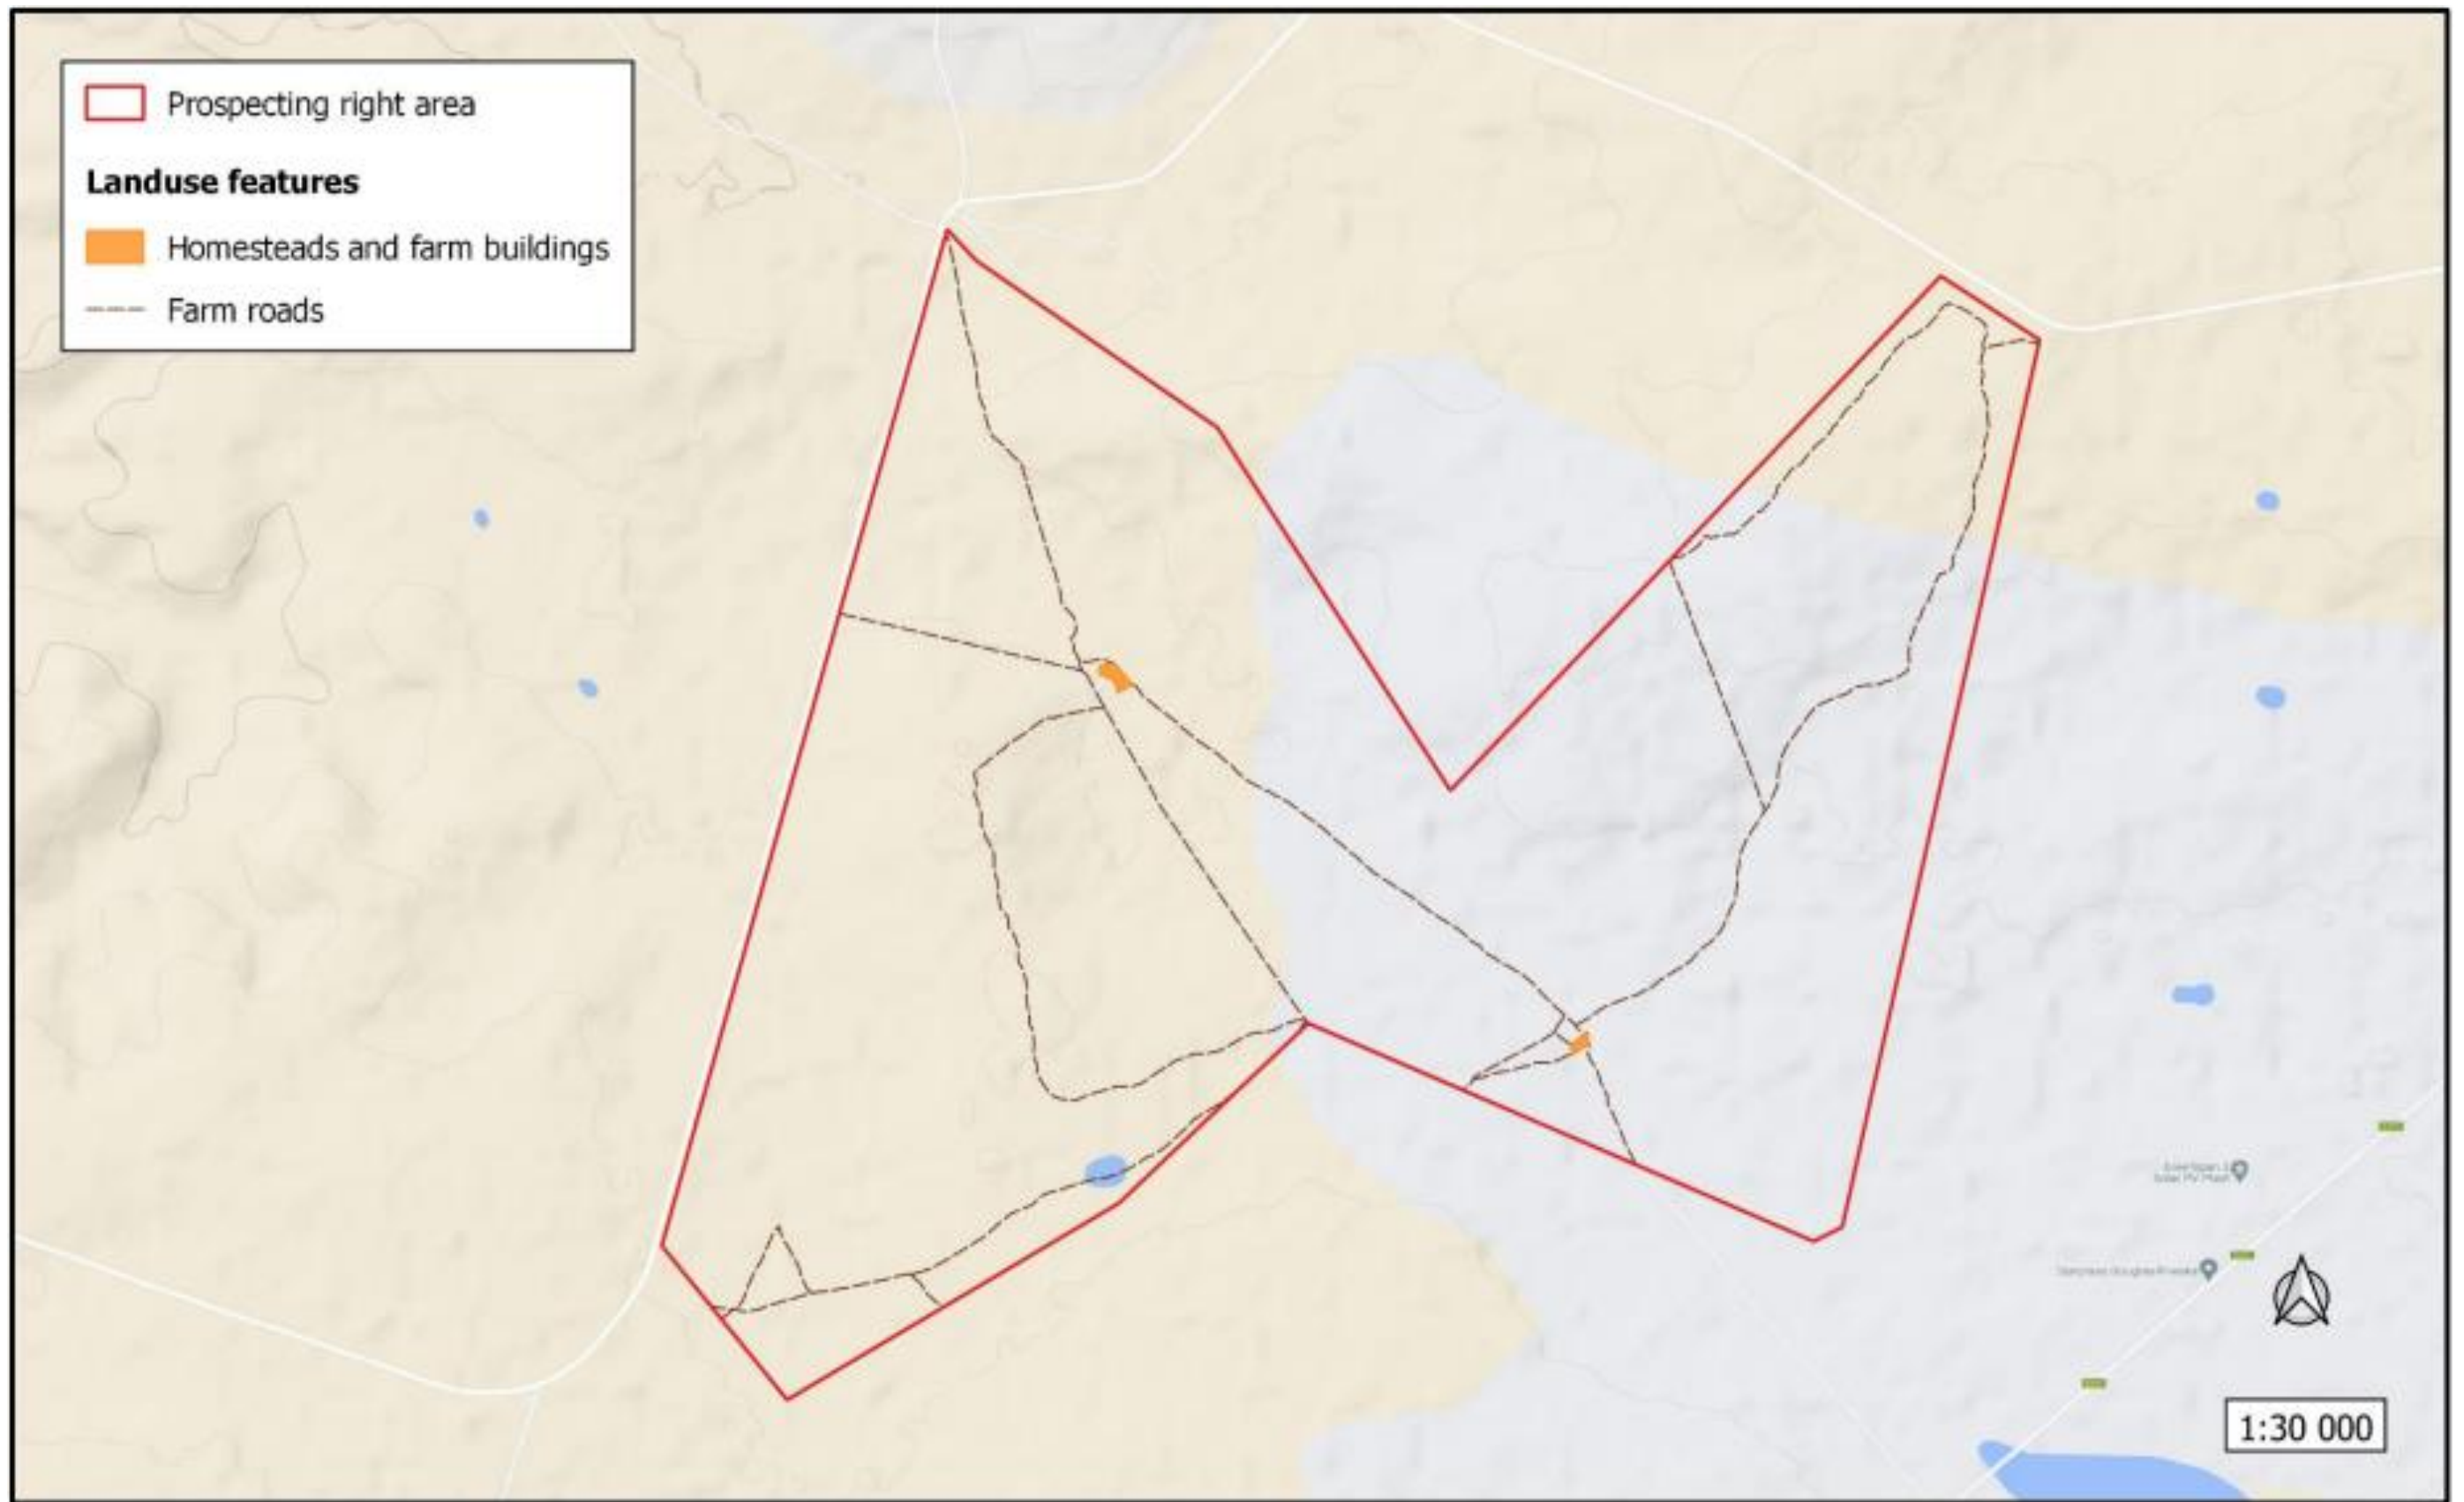 Prospecting right area
Landuse features
Homesteads and farm buildings
Farm roads
1:30 000